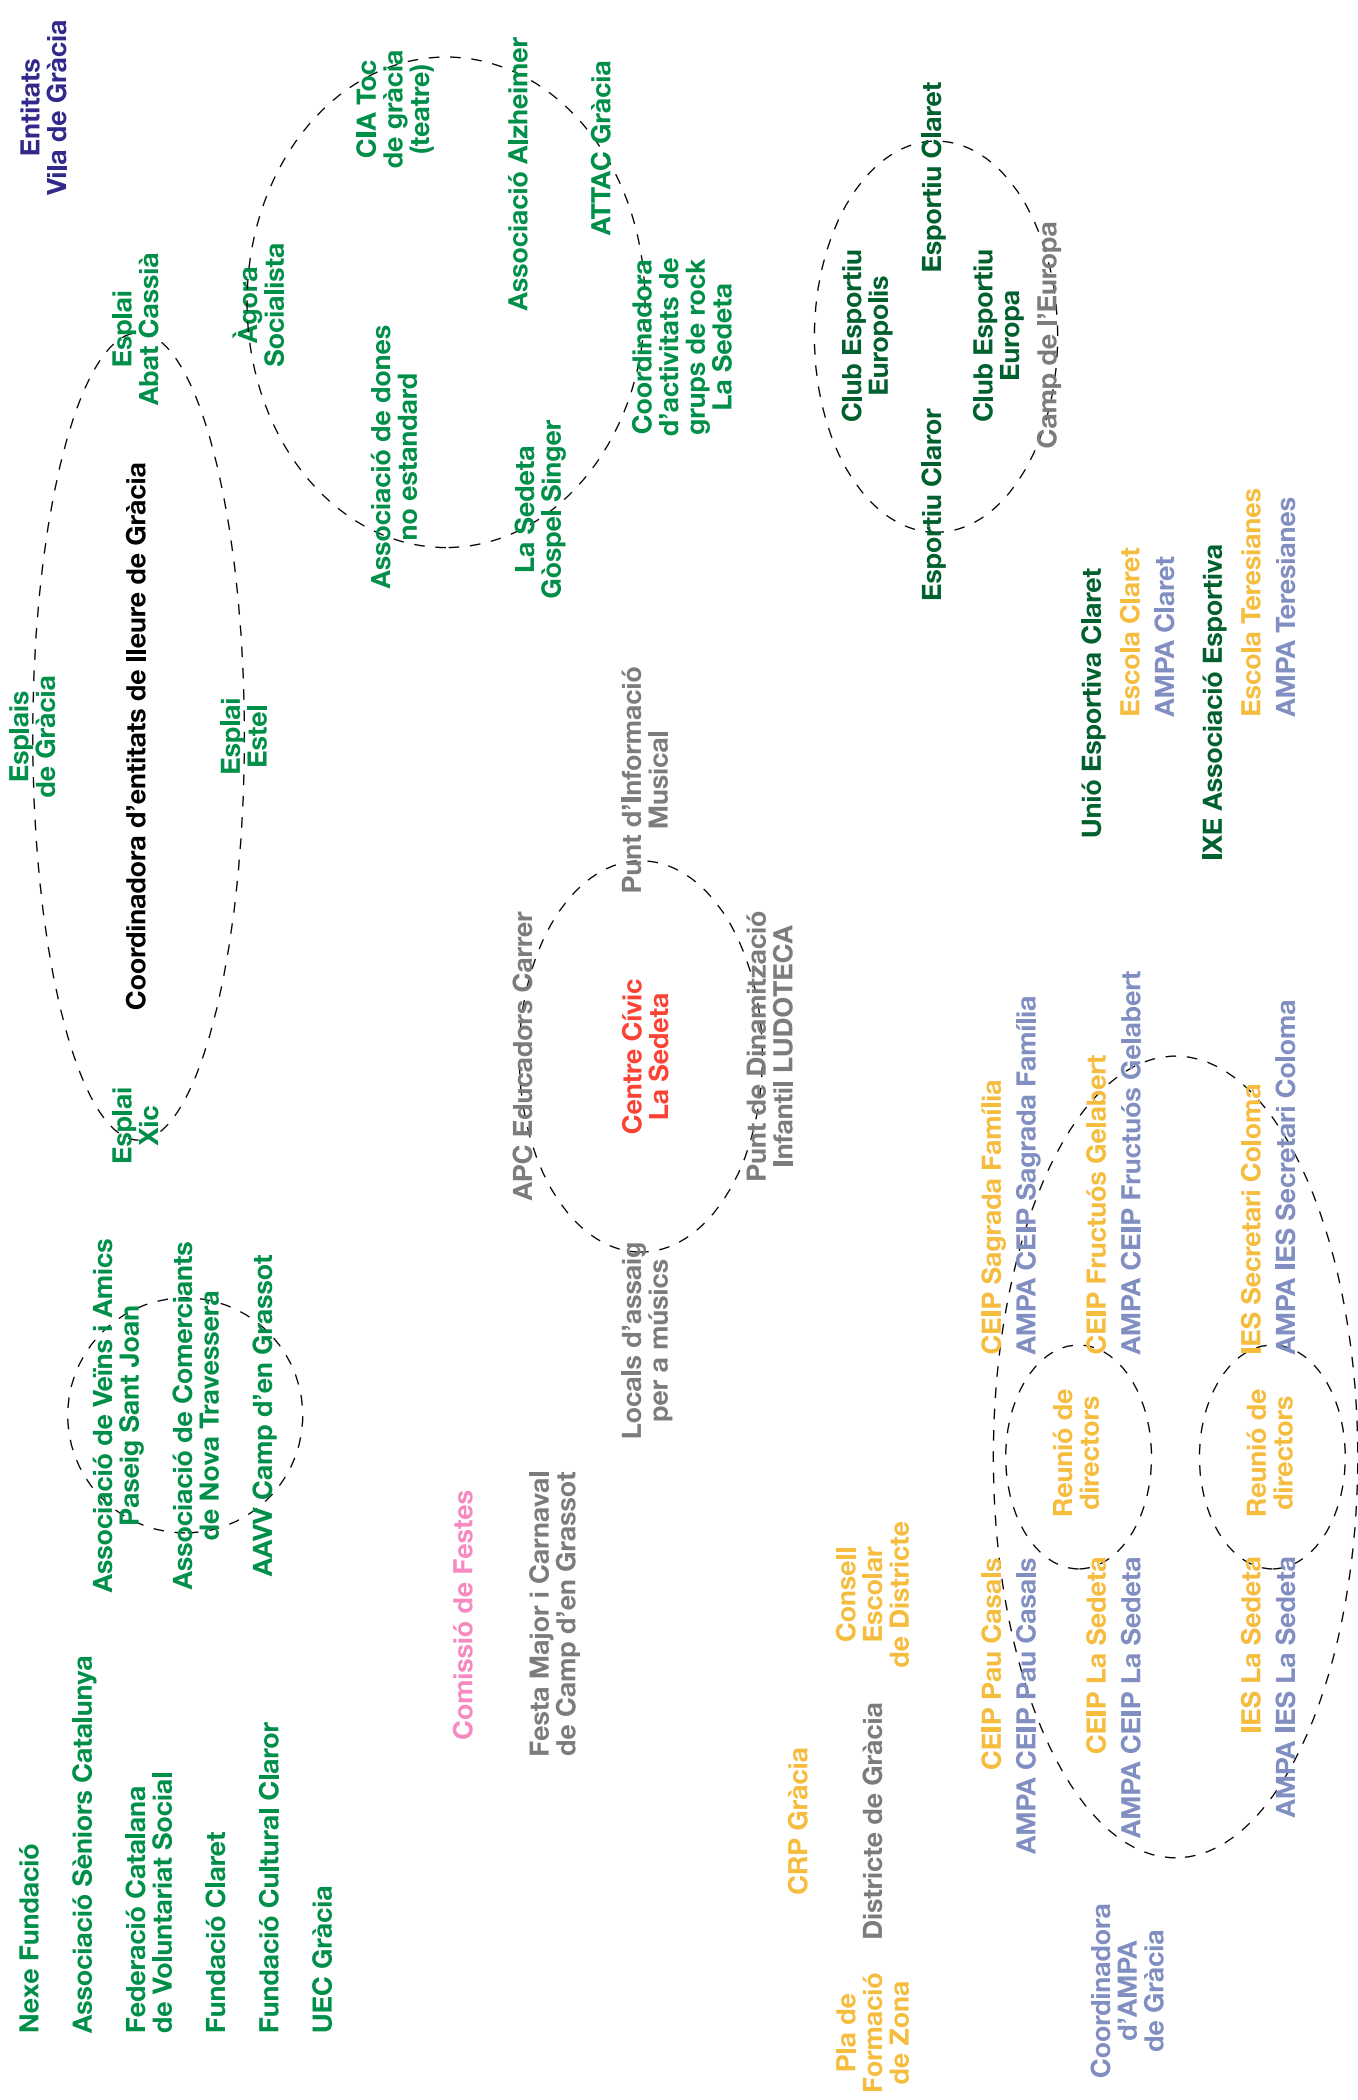 Nexe Fundació
Associació Sèniors Catalunya
Federació Catalana
de Voluntariat Social
Fundació Claret
Fundació Cultural Claror
UEC Gràcia
Associació de Veïns i Amics
Paseig Sant Joan
Associació de Comerciants
de Nova Travessera
AAVV Camp d’en Grassot
Esplais
de Gràcia
Esplai
Xic
Coordinadora d’entitats de lleure de Gràcia
Esplai
Abat Cassià
Esplai
Estel
Entitats
Vila de Gràcia
Àgora
Socialista
CIA Toc
de gràcia
(teatre)
Associació de dones
no estandard
Associació Alzheimer
La Sedeta
Gòspel Singer
ATTAC Gràcia
Coordinadora
d’activitats de
grups de rock
La Sedeta
Comissió de Festes
Festa Major i Carnaval
de Camp d’en Grassot
APC Educadors Carrer
Locals d’assaig
per a músics
Centre Cívic
La Sedeta
Punt d’Informació
Musical
Punt de Dinamització
Infantil LUDOTECA
Club Esportiu
Europolis
Esportiu Claror
Esportiu Claret
Club Esportiu
Europa
Camp de l’Europa
CRP Gràcia
Pla de
Formació
de Zona
Districte de Gràcia
Consell
Escolar
de Districte
Coordinadora
d’AMPA
de Gràcia
CEIP Pau Casals
AMPA CEIP Pau Casals
CEIP La Sedeta
AMPA CEIP La Sedeta
IES La Sedeta
AMPA IES La Sedeta
Reunió de
directors
Reunió de
directors
CEIP Sagrada Família
AMPA CEIP Sagrada Família
CEIP Fructuós Gelabert
AMPA CEIP Fructuós Gelabert
IES Secretari Coloma
AMPA IES Secretari Coloma
Unió Esportiva Claret
Escola Claret
AMPA Claret
IXE Associació Esportiva
Escola Teresianes
AMPA Teresianes